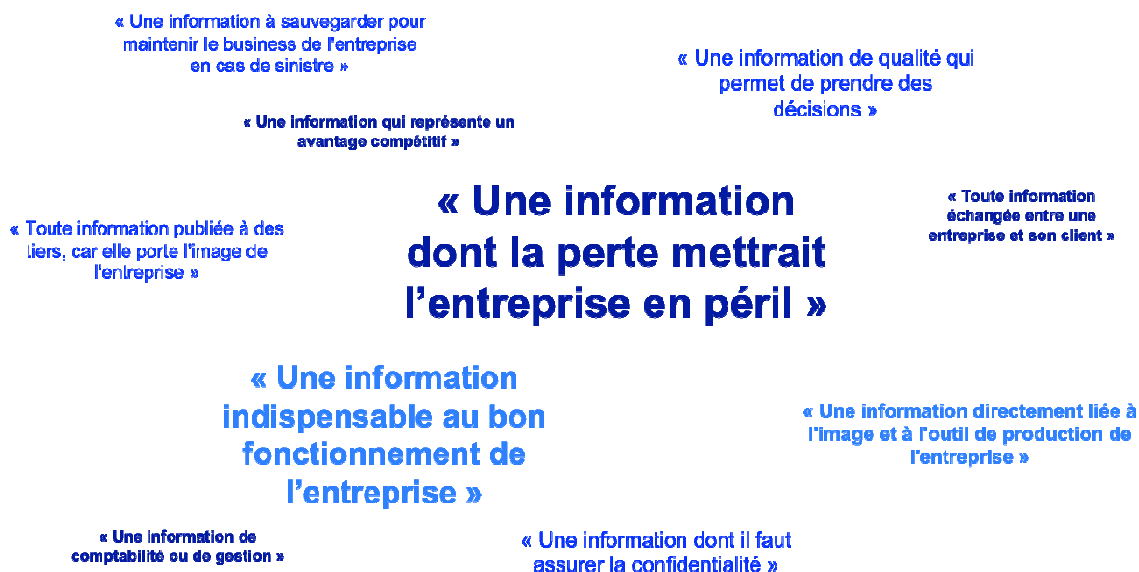 « Une information à sauvegarder pour
maintenir le business de l'entreprise
en cas de sinistre »
« Une information de qualité qui
permet de prendre des
décisions »
« Une information qui représente un
avantage compétitif »
« Une information
dont la perte mettrait
l’entreprise en péril »
« Toute information
échangée entre une
entreprise et son client »
« Toute information publiée à des
tiers, car elle porte l'image de
l'entreprise »
« Une information
indispensable au bon
fonctionnement de
l’entreprise »
« Une information directement liée à
l'image et à l'outil de production de
l'entreprise »
« Une information de
comptabilité ou de gestion »
« Une information dont il faut
assurer la confidentialité »